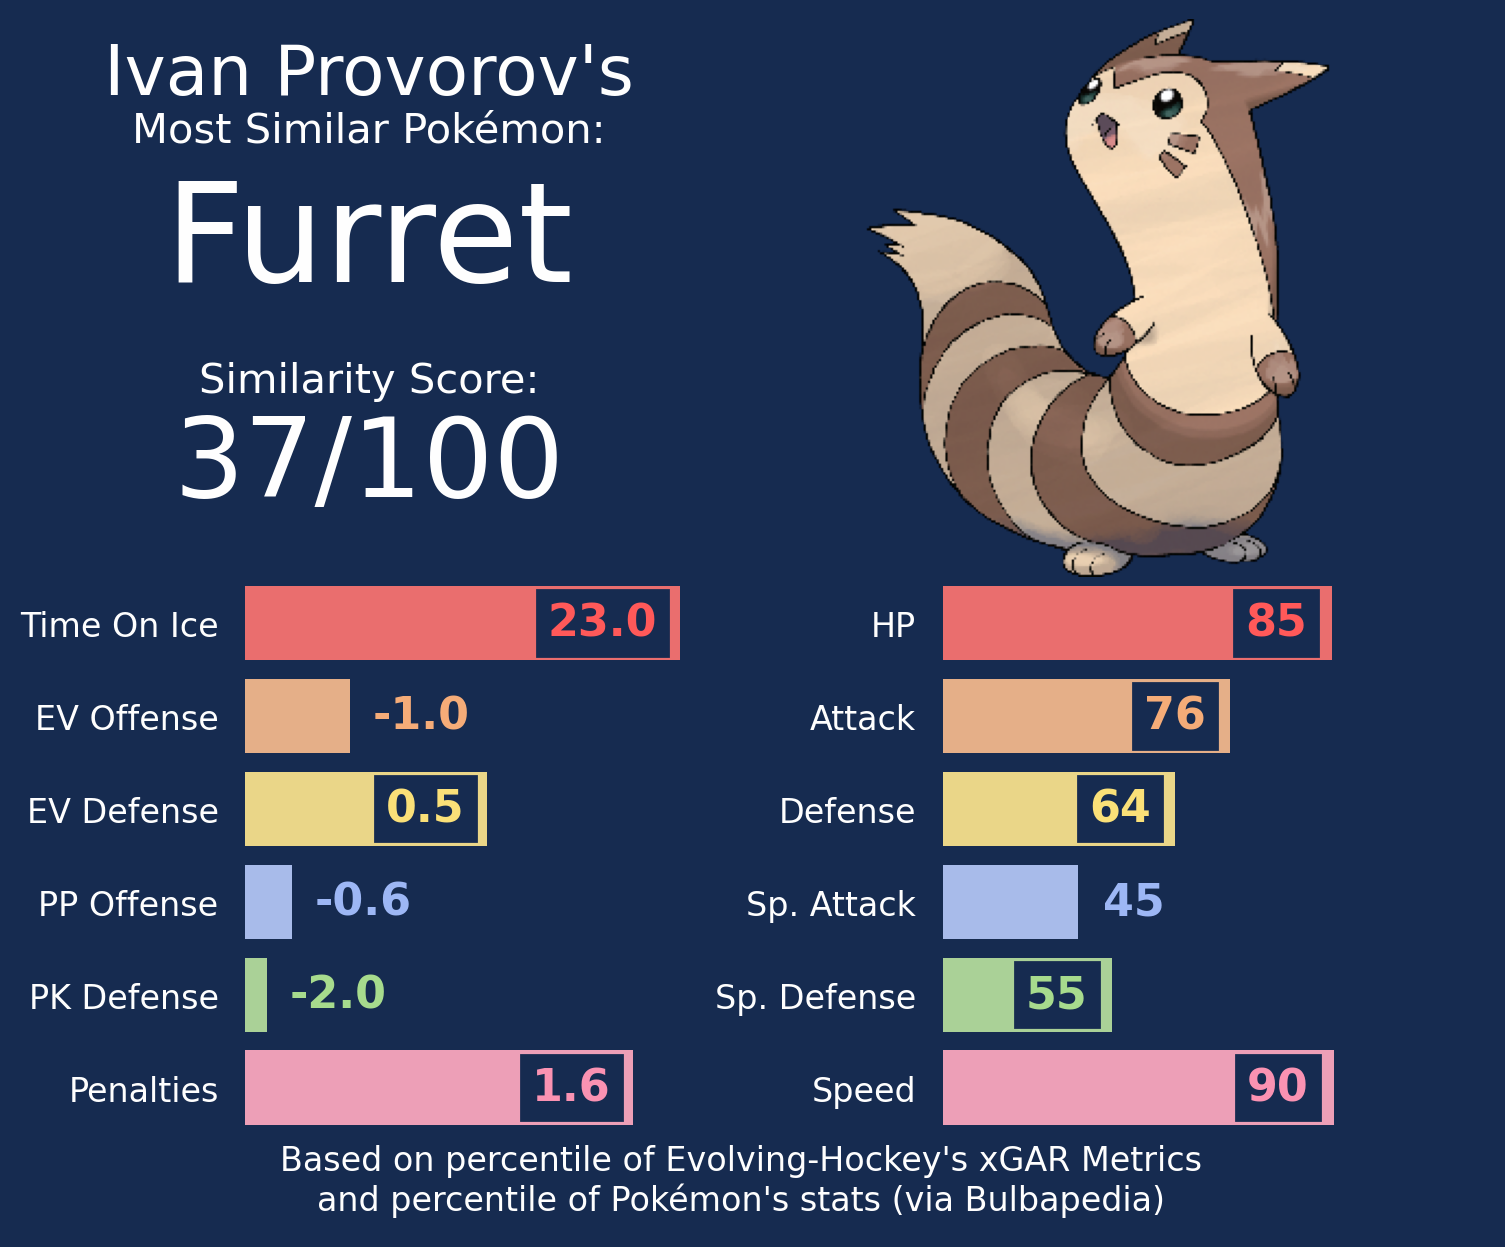 Ivan Provorov's
Most Similar Pokémon:
Furret
Similarity Score:
37/100
Time On Ice 23.0
EV Offense -1.0
EV Defense 0.5
PP Offense -0.6
PK Defense -2.0
Penalties 1.6
HP 85
Attack 76
Defense 64
Sp. Attack 45
Sp. Defense 55
Speed 90
Based on percentile of Evolving-Hockey's xGAR Metrics
and percentile of Pokémon's stats (via Bulbapedia)